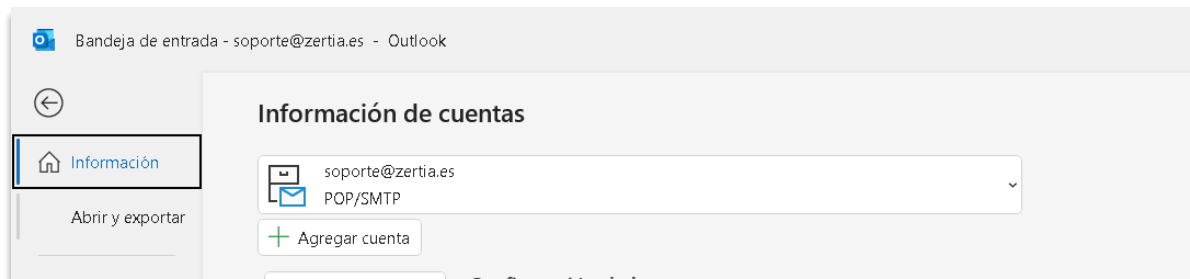 Bandeja de entrada - soporte@zertia.es - Outlook
Información de cuentas
Información
soporte@zertia.es
POP/SMTP
Abrir y exportar
Agregar cuenta